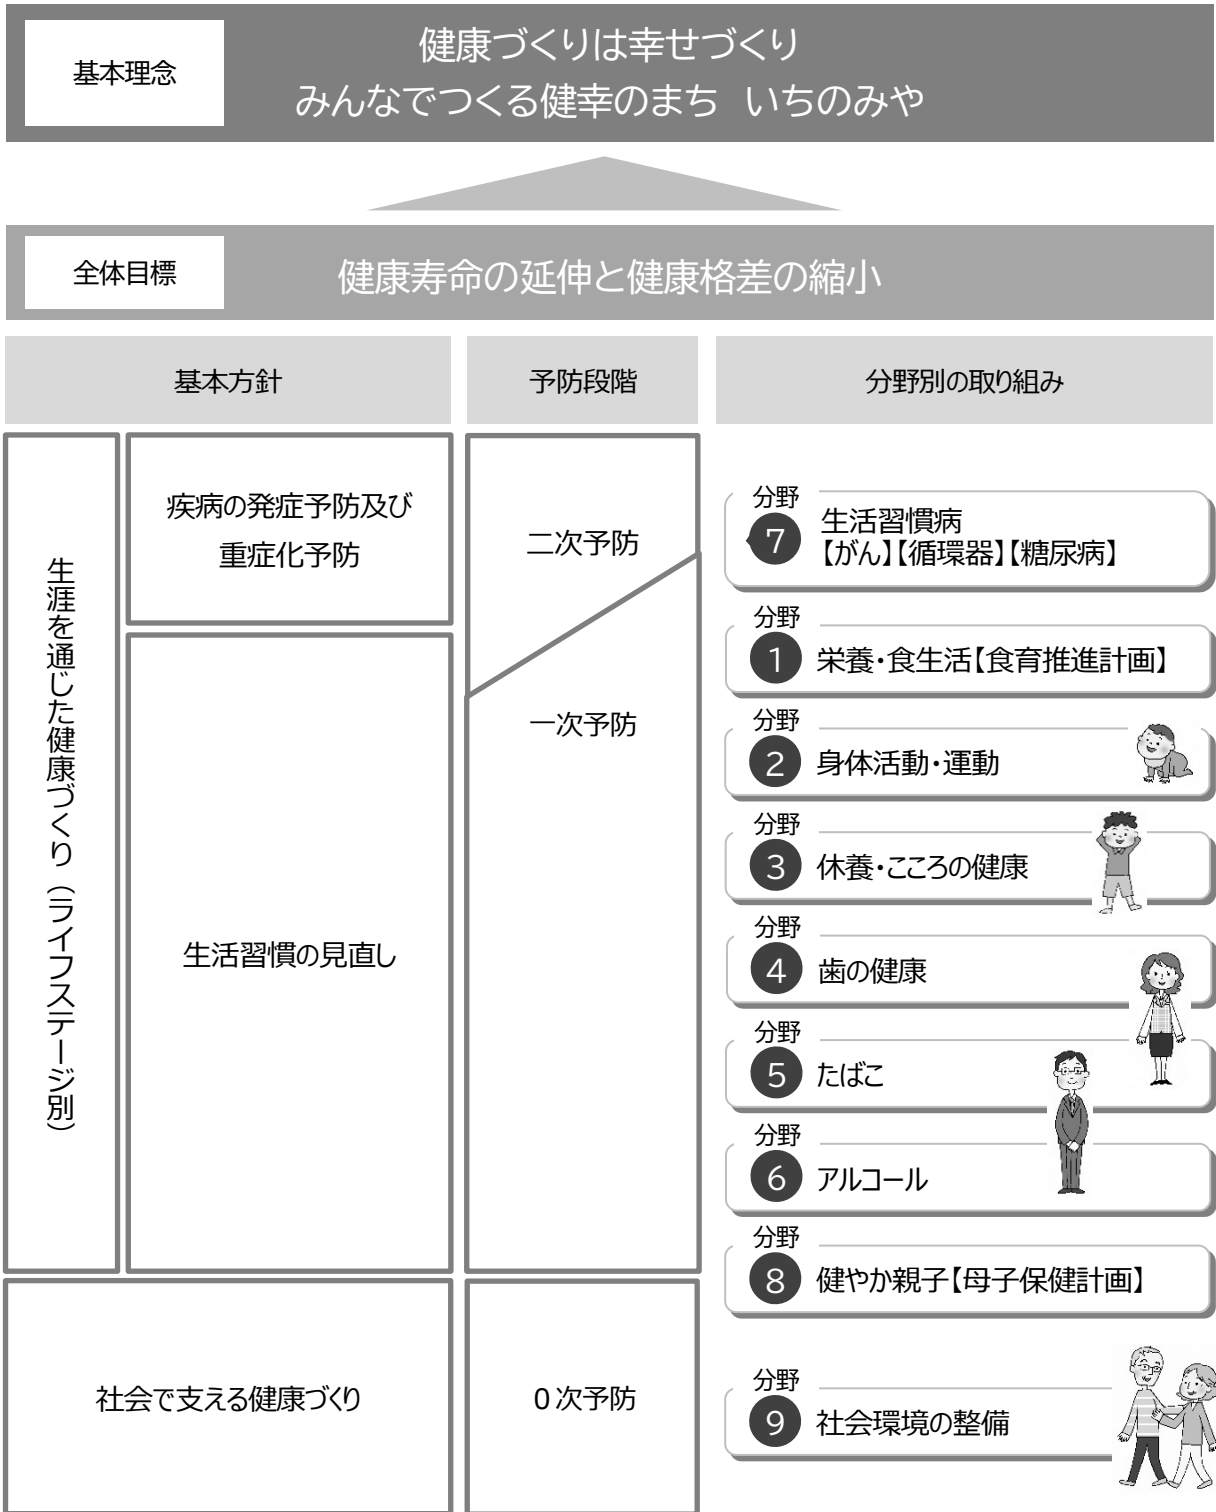 基本理念
健康づくりは幸せづくり
みんなでつくる健幸のまち　いちのみや
全体目標
健康寿命の延伸と健康格差の縮小
基本方針
予防段階
分野別の取り組み
生涯を通じた健康づくり（ライフステージ別）
疾病の発症予防及び
重症化予防
生活習慣の見直し
社会で支える健康づくり
二次予防
一次予防
０次予防
分野
7
生活習慣病
【がん】【循環器】【糖尿病】
分野
1
栄養・食生活【食育推進計画】
分野
2
身体活動・運動
分野
3
休養・こころの健康
分野
4
歯の健康
分野
5
たばこ
分野
6
アルコール
分野
8
健やか親子【母子保健計画】
分野
9
社会環境の整備